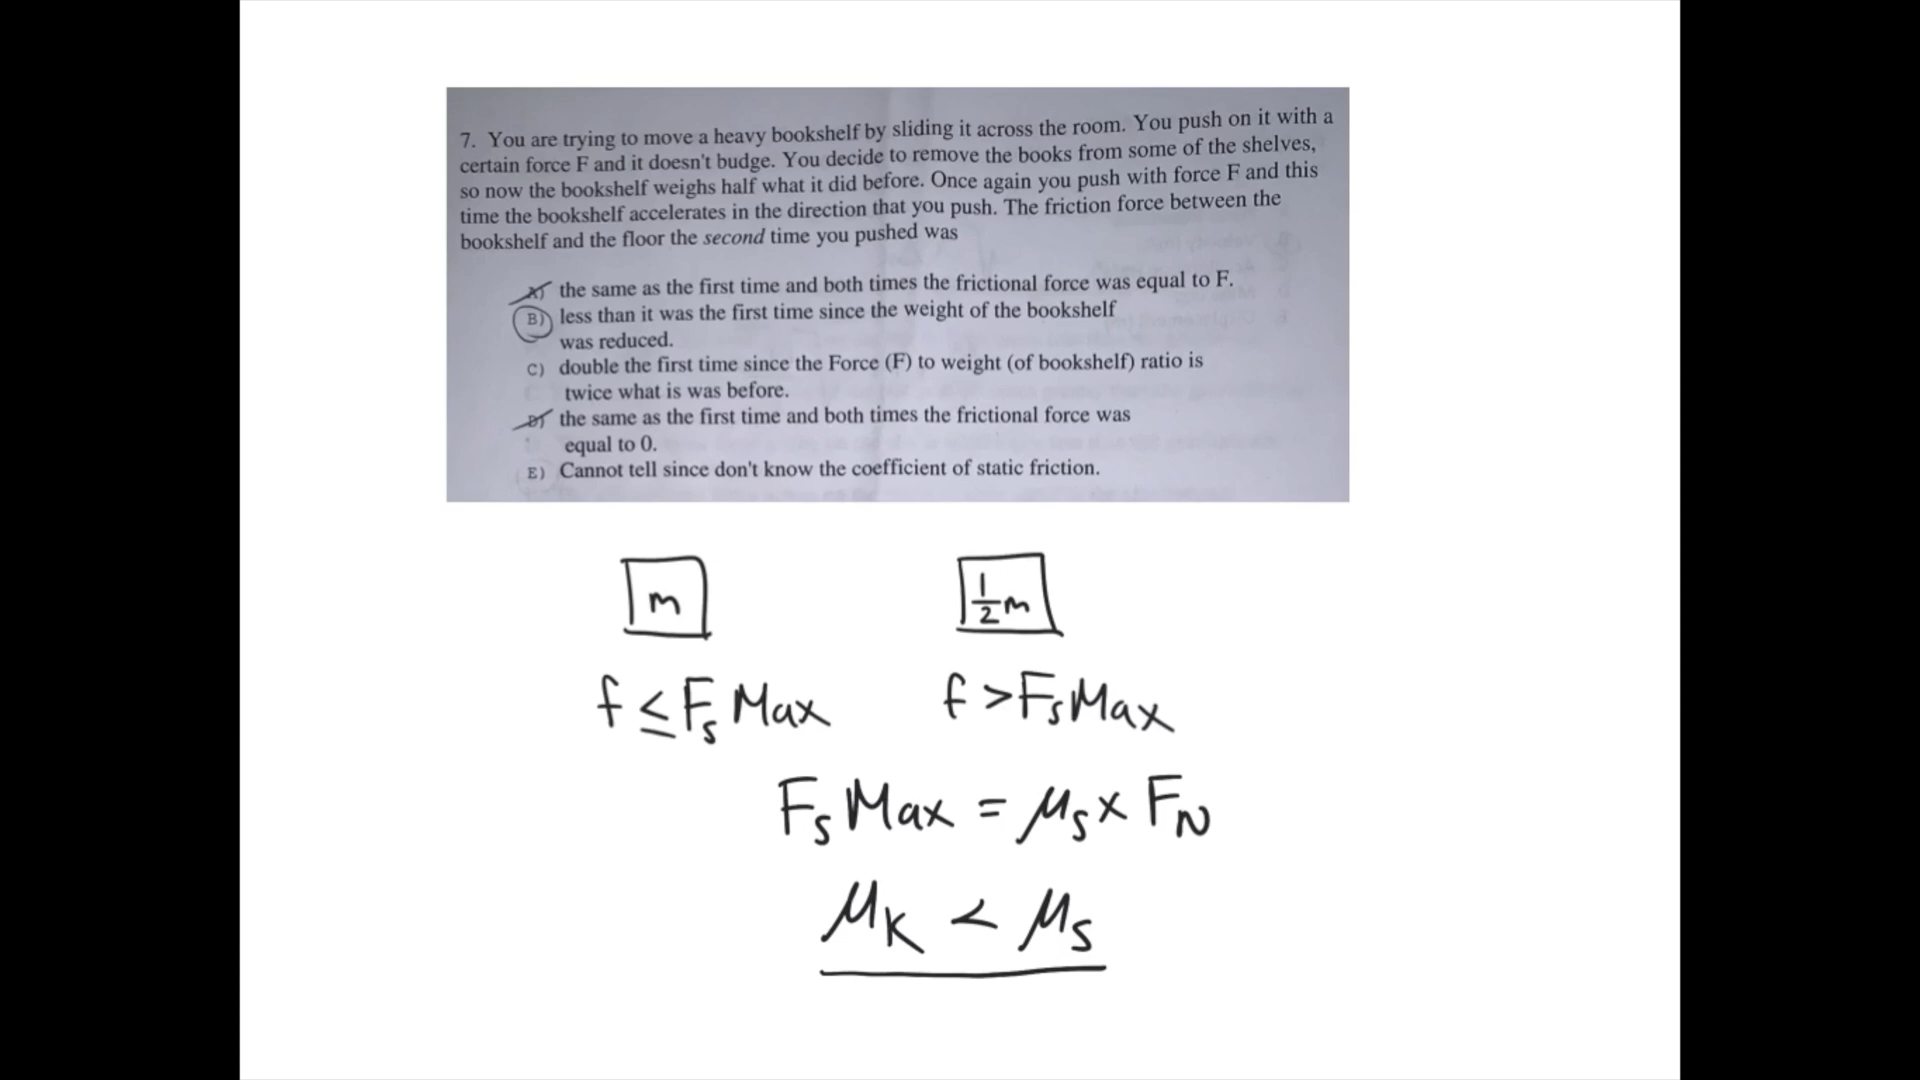 7. You are trying to move a heavy bookshelf by sliding it across the room. You push on it with a
certain force F and it doesn't budge. You decide to remove the books from some of the shelves,
so now the bookshelf weighs half what it did before. Once again you push with force F and this
time the bookshelf accelerates in the direction that you push. The friction force between the
bookshelf and the floor the second time you pushed was
A) the same as the first time and both times the frictional force was equal to F.
B) less than it was the first time since the weight of the bookshelf
was reduced.
C) double the first time since the Force (F) to weight (of bookshelf) ratio is
twice what is was before.
D) the same as the first time and both times the frictional force was
equal to 0.
E) Cannot tell since don't know the coefficient of static friction.
m
1/2 m
f ≤ Fs Max
f > Fs Max
Fs Max = μs x FN
μK < μs